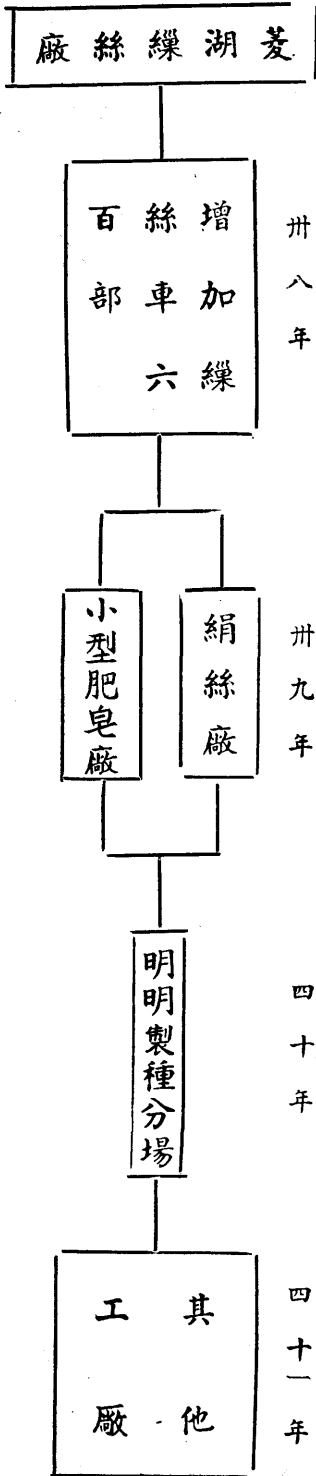 菱湖繅絲廠
卅八年
增加繅
絲車六
百部
卅九年
絹絲廠
小型肥皂廠
四十年
明明製種分場
四十一年
其他
工廠